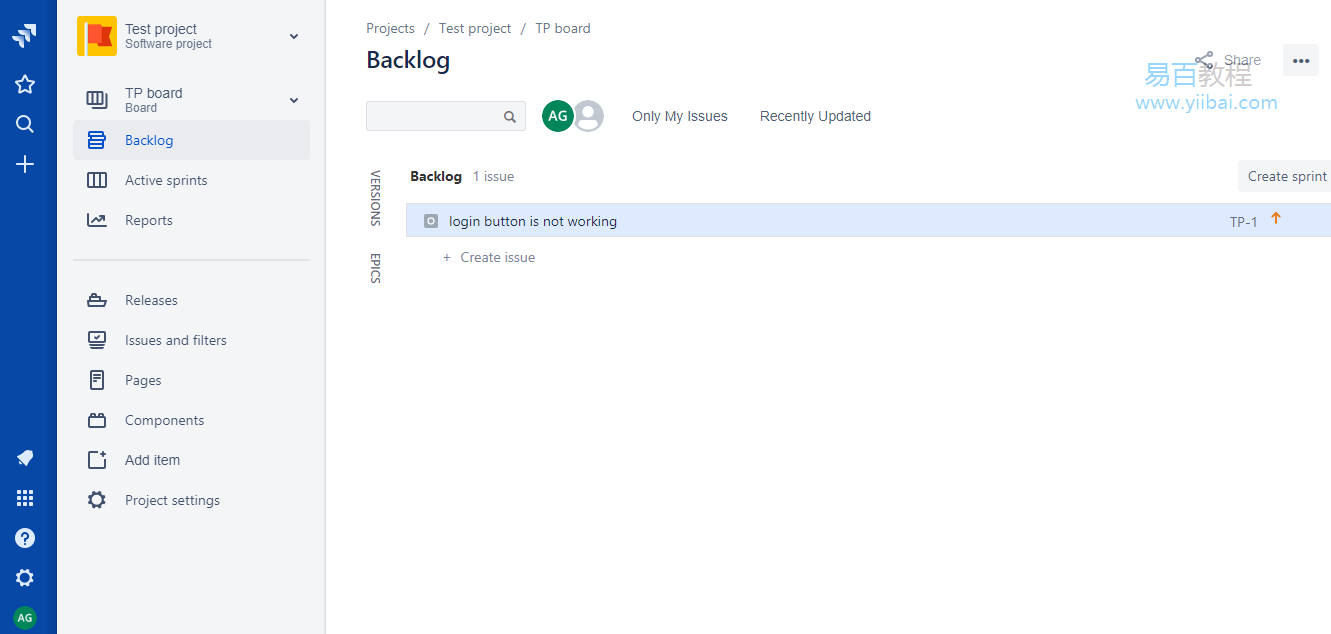 Test project
Software project
TP board
Board
Backlog
Active sprints
Reports
Releases
Issues and filters
Pages
Components
Add item
Project settings
AG
Projects / Test project / TP board
Backlog
Share
易百教程
www.yiibai.com
AG
Only My Issues
Recently Updated
VERSIONS
EPICS
Backlog 1 issue
Create sprint
login button is not working
TP-1
+ Create issue